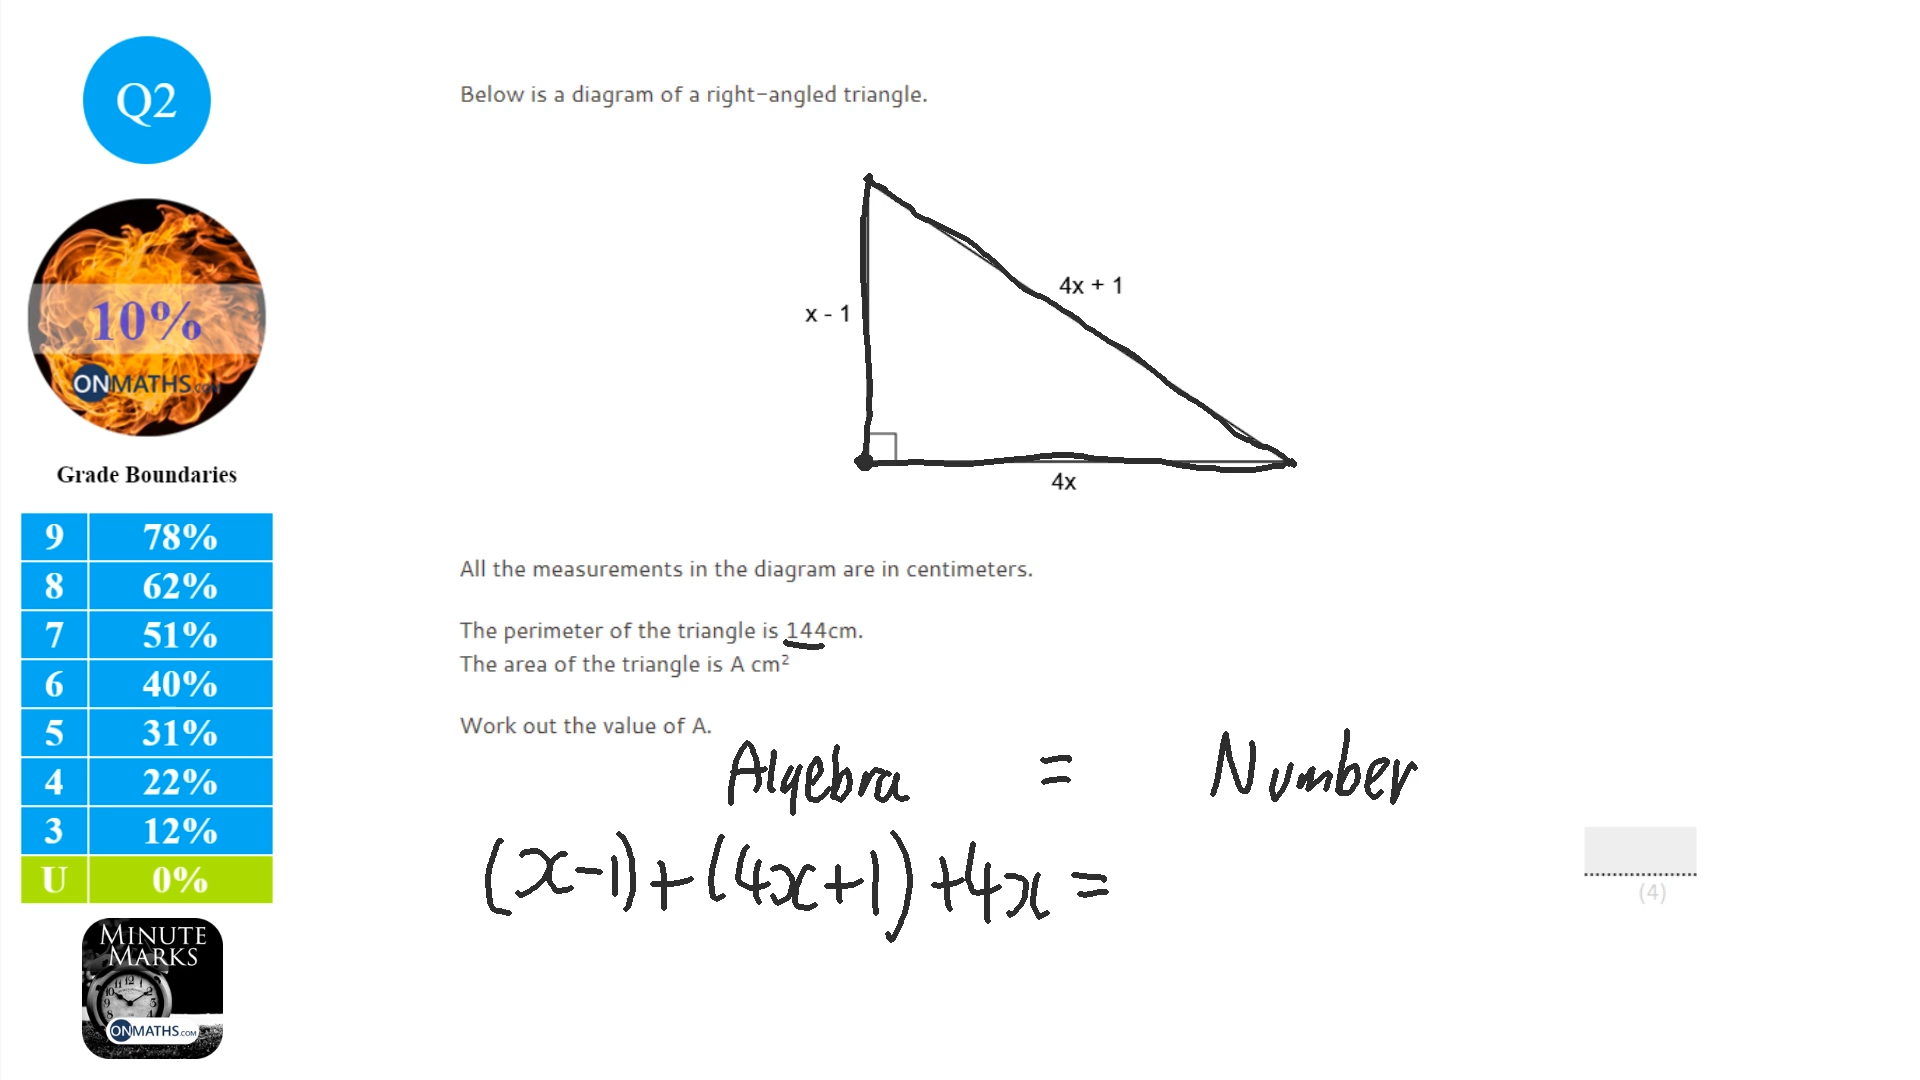 Q2
Below is a diagram of a right-angled triangle.
10%
ONMATHS.com
4x + 1
x - 1
4x
Grade Boundaries
9 78%
8 62%
7 51%
6 40%
5 31%
4 22%
3 12%
U 0%
All the measurements in the diagram are in centimeters.
The perimeter of the triangle is 144cm.
The area of the triangle is A cm²
Work out the value of A.
Algebra = Number
(x-1)+(4x+1)+4x=
(4)
MINUTE
MARKS
ONMATHS.COM